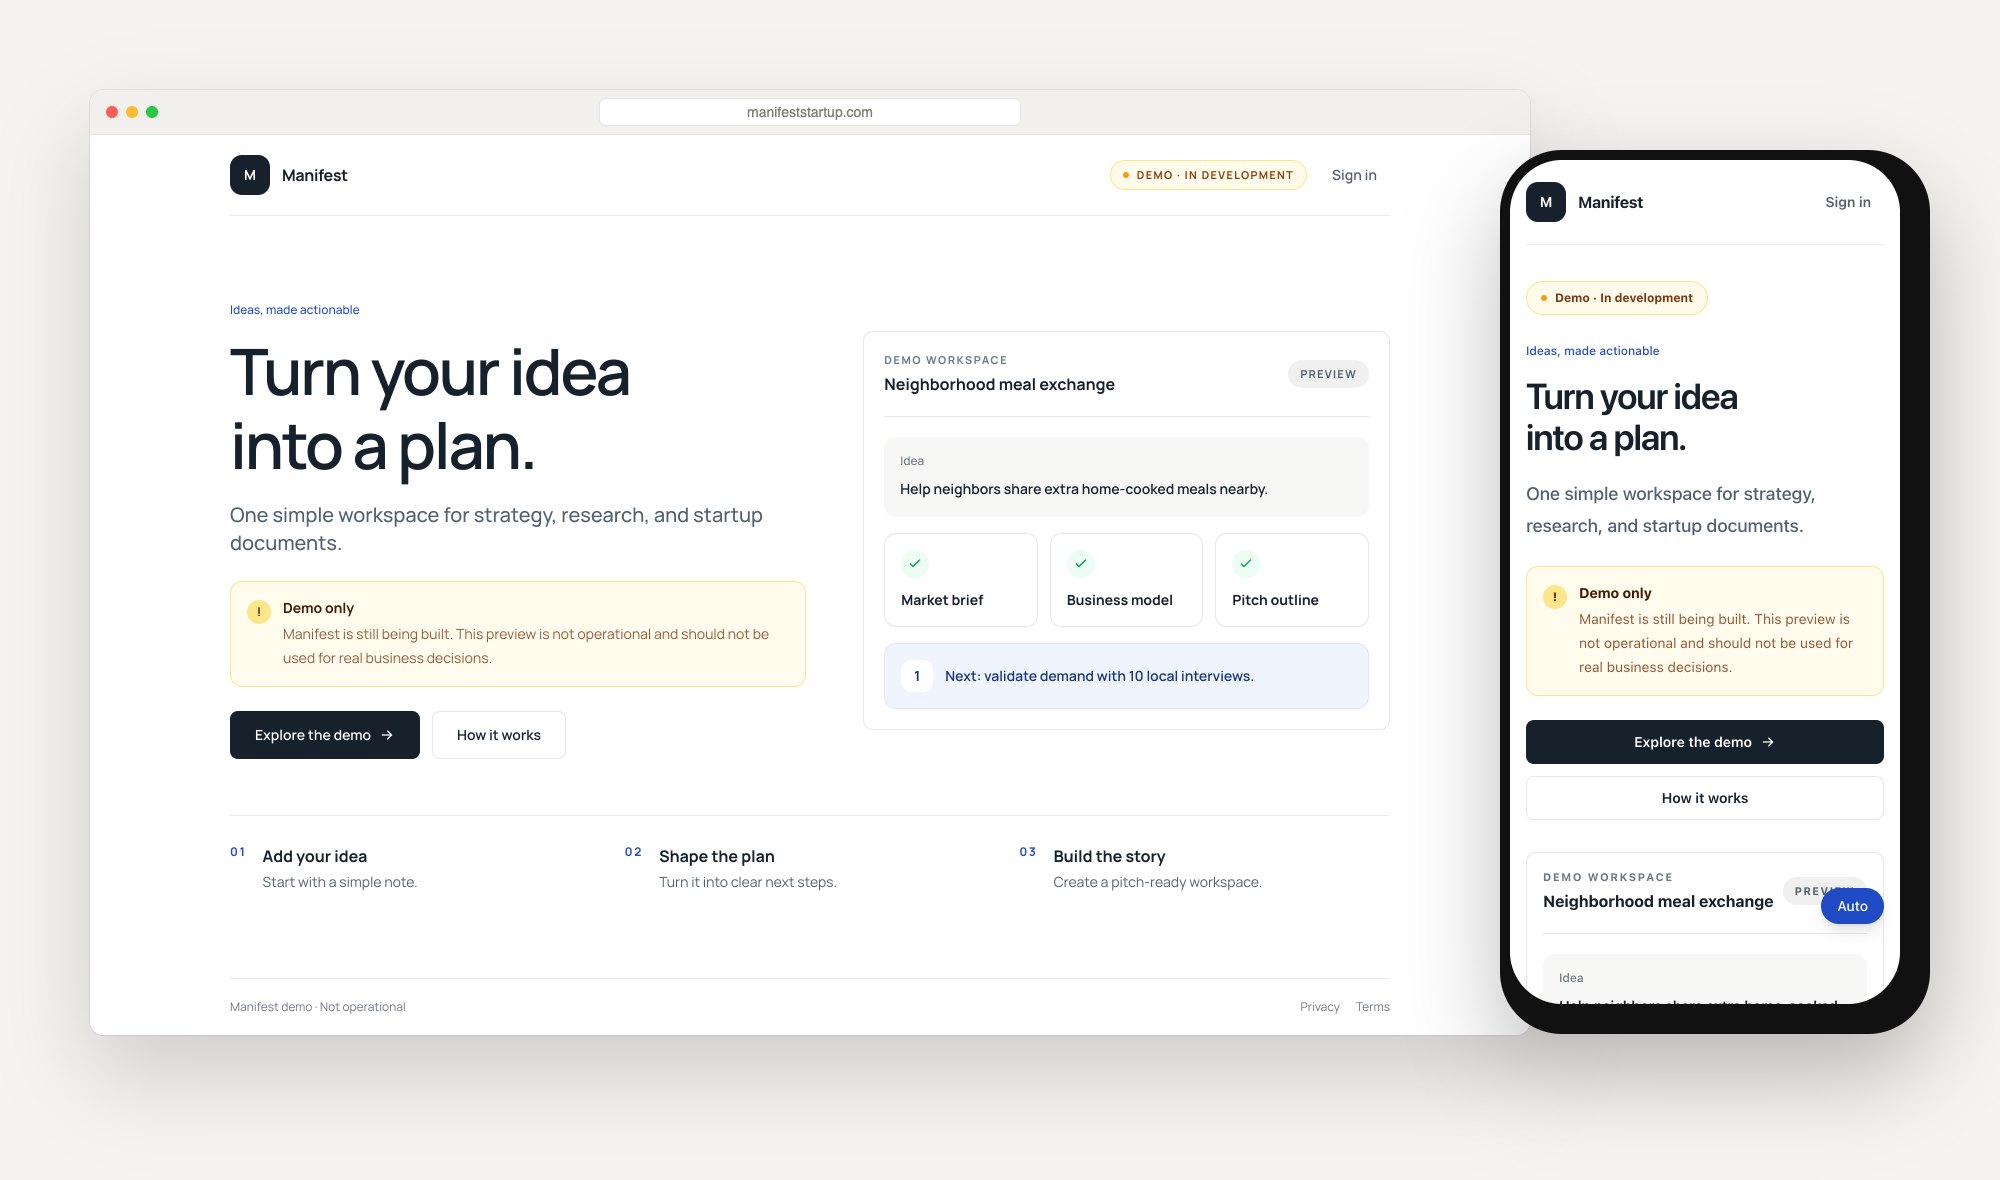 manifeststartup.com
M
Manifest
DEMO · IN DEVELOPMENT
Sign in
Ideas, made actionable
Turn your idea
into a plan.
One simple workspace for strategy, research, and startup
documents.
!
Demo only
Manifest is still being built. This preview is not operational and should not be
used for real business decisions.
Explore the demo →
How it works
DEMO WORKSPACE
Neighborhood meal exchange
PREVIEW
Idea
Help neighbors share extra home-cooked meals nearby.
Market brief
Business model
Pitch outline
1
Next: validate demand with 10 local interviews.
01
Add your idea
Start with a simple note.
02
Shape the plan
Turn it into clear next steps.
03
Build the story
Create a pitch-ready workspace.
Manifest demo · Not operational
Privacy
Terms
M
Manifest
Sign in
Demo · In development
Ideas, made actionable
Turn your idea
into a plan.
One simple workspace for strategy,
research, and startup documents.
!
Demo only
Manifest is still being built. This preview is
not operational and should not be used for
real business decisions.
Explore the demo →
How it works
DEMO WORKSPACE
Neighborhood meal exchange
Auto
Idea
Help neighbors share extra home-cooked